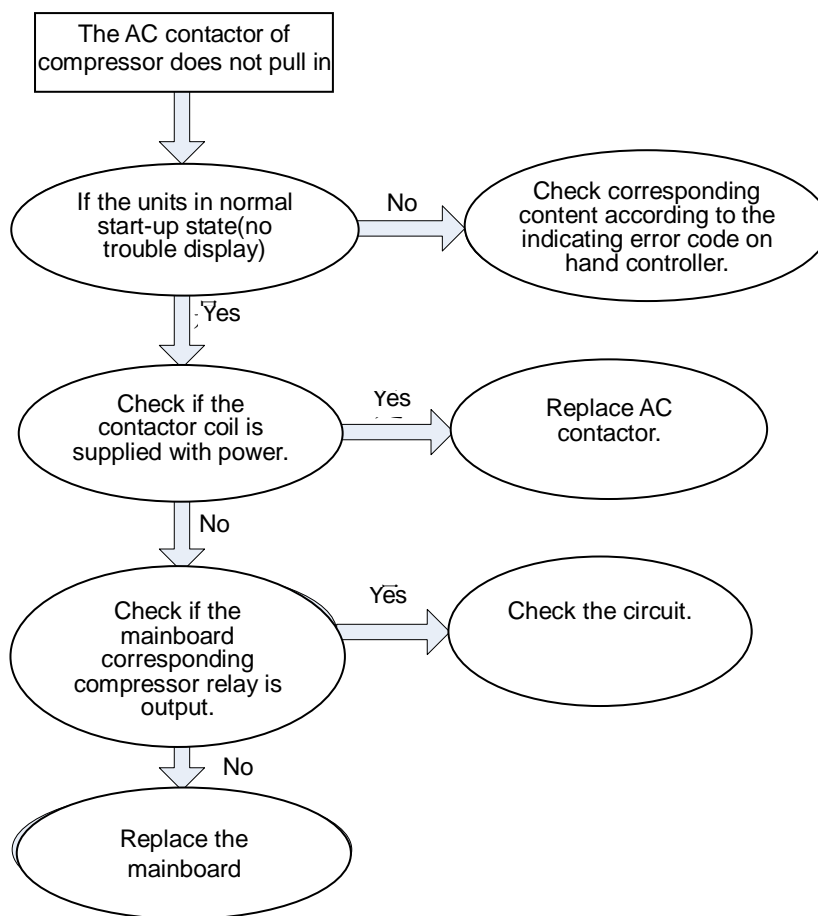 The AC contactor of
compressor does not pull in
If the units in normal
start-up state(no
trouble display)
No
Check corresponding
content according to the
indicating error code on
hand controller.
Yes
Check if the
contactor coil is
supplied with power.
Yes
Replace AC
contactor.
No
Check if the
mainboard
corresponding
compressor relay is
output.
Yes
Check the circuit.
No
Replace the
mainboard